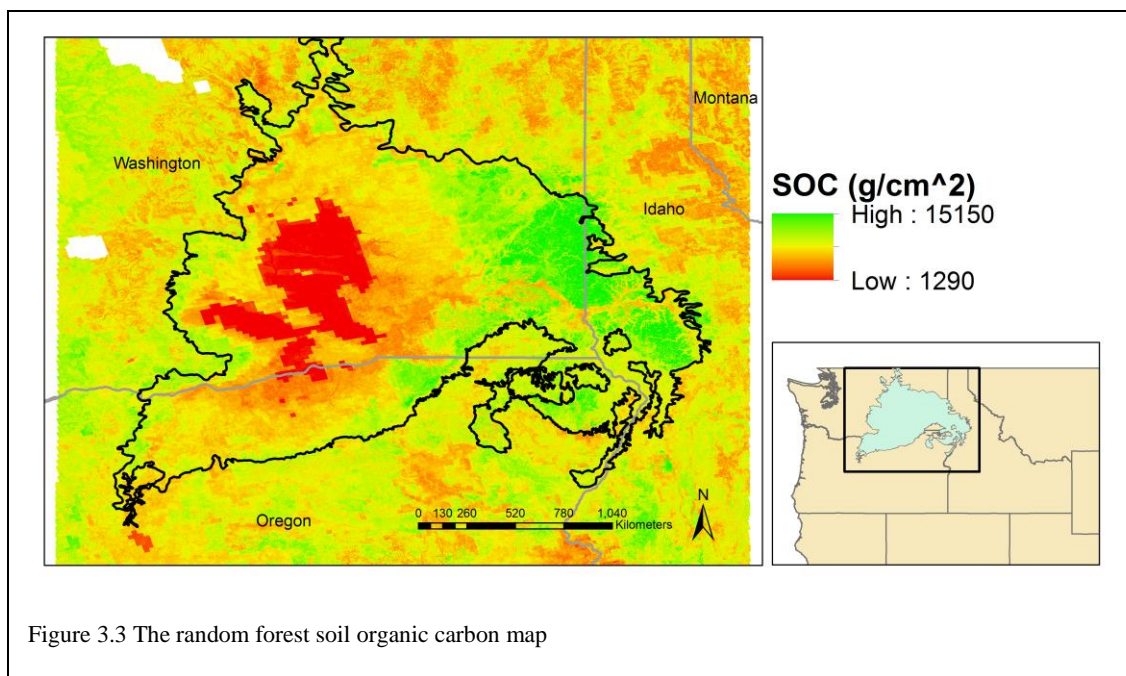 Montana
Washington
Idaho
Oregon
SOC (g/cm^2)
High : 15150
Low : 1290
N
0 130 260 520 780 1,040
Kilometers
Figure 3.3 The random forest soil organic carbon map